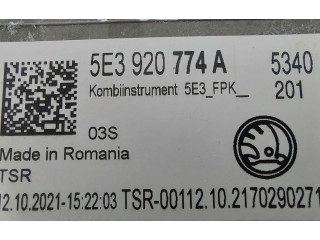 5E3 920 774 A 5340
Kombiinstrument 5E3_FPK__ 201
03S
Made in Romania
TSR
12.10.2021-15:22:03 TSR-00112.10.2170290271